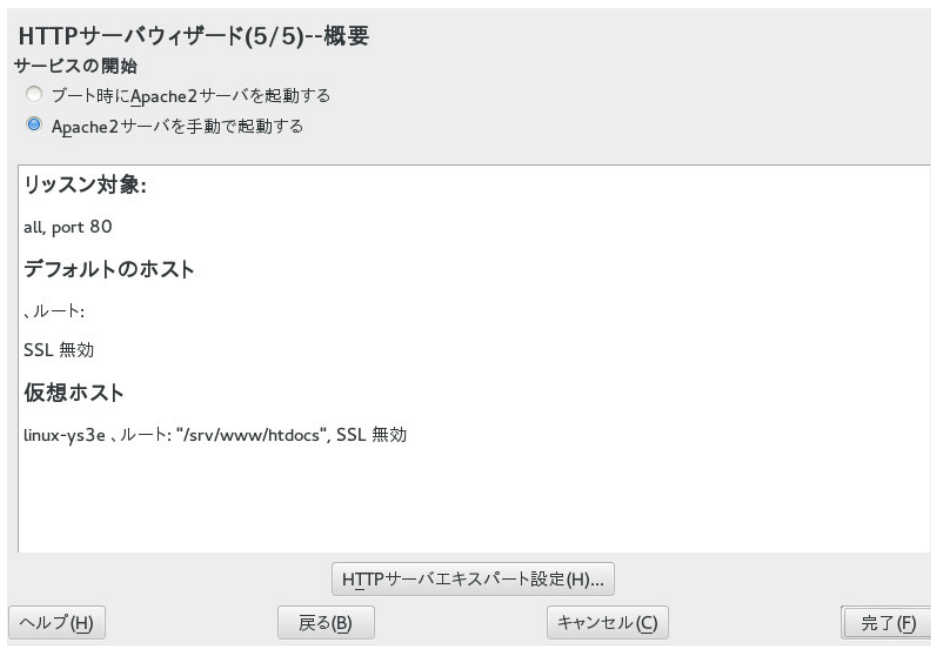 HTTPサーバウィザード(5/5)--概要
サービスの開始
ブート時にApache2サーバを起動する
Apache2サーバを手動で起動する
リッスン対象:
all, port 80
デフォルトのホスト
、ルート:
SSL 無効
仮想ホスト
linux-ys3e 、ルート: "/srv/www/htdocs", SSL 無効
HTTPサーバエキスパート設定(H)...
ヘルプ(H) 戻る(B) キャンセル(C) 完了(F)